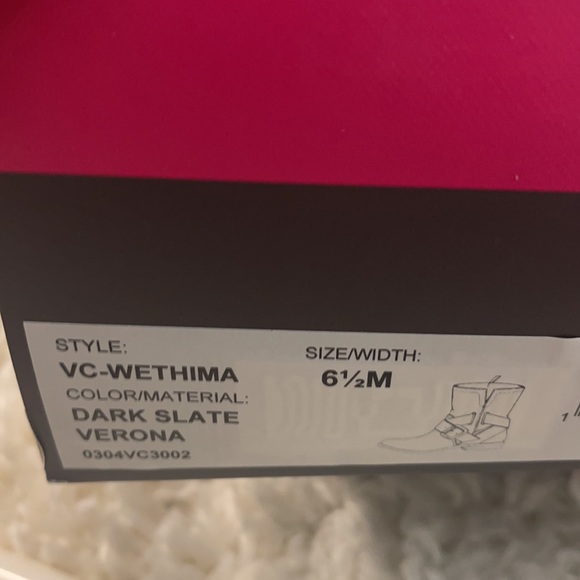 STYLE:
VC-WETHIMA
COLOR/MATERIAL:
DARK SLATE
VERONA
0304VC3002
SIZE/WIDTH:
6½M